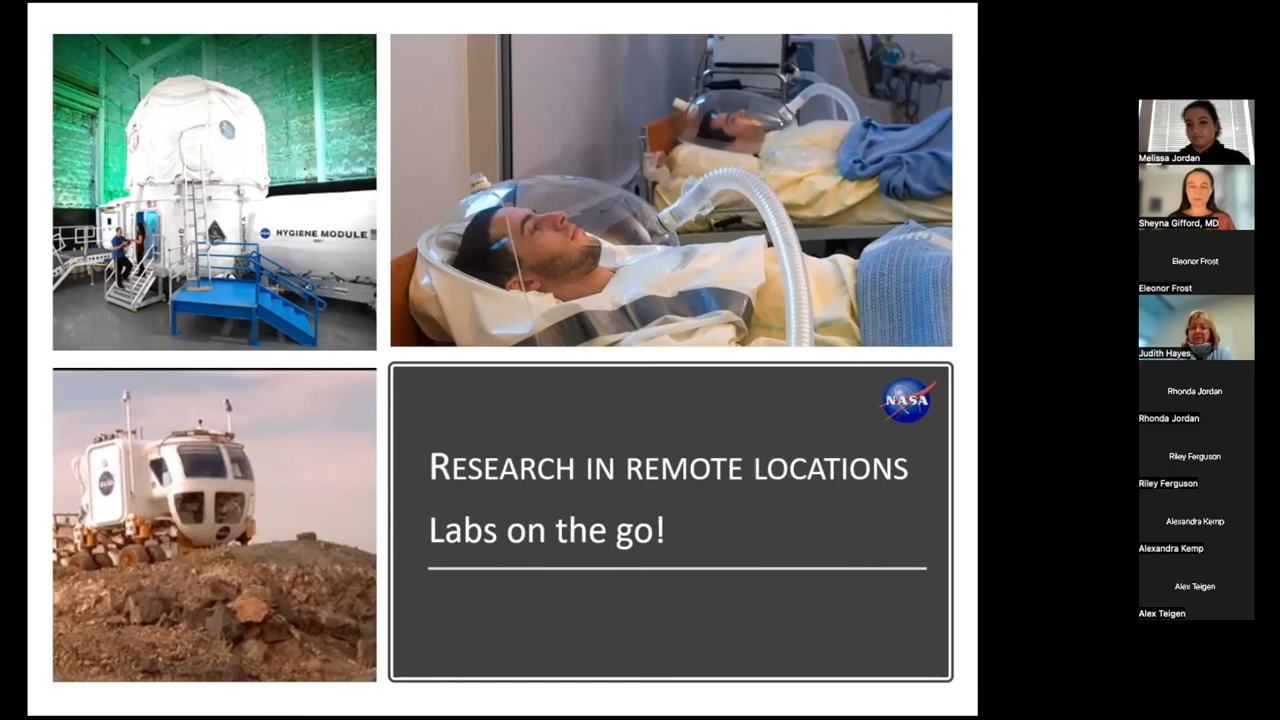 HYGIENE MODULE
NASA
RESEARCH IN REMOTE LOCATIONS
Labs on the go!
NASA
Melissa Jordan
Sheyna Gifford, MD
Eleonor Frost
Eleonor Frost
Judith Hayes
Rhonda Jordan
Rhonda Jordan
Riley Ferguson
Riley Ferguson
Alexandra Kemp
Alexandra Kemp
Alex Teigen
Alex Teigen